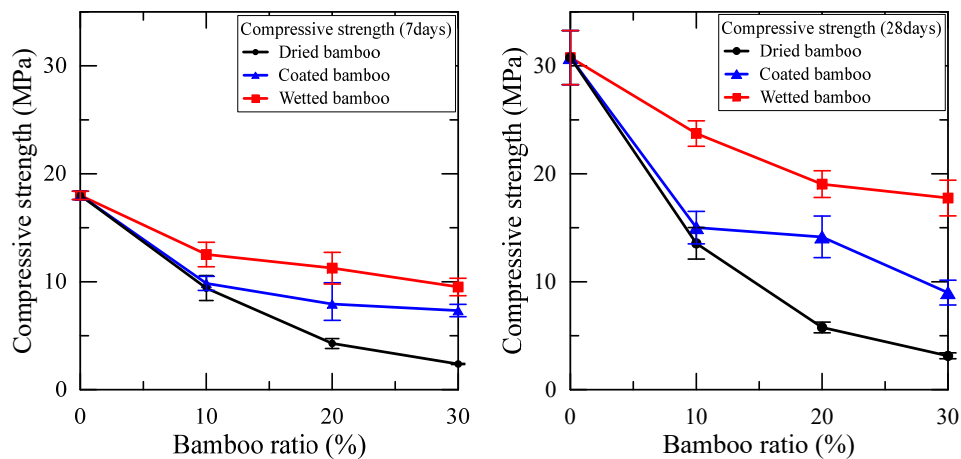 Compressive strength (7days)
Dried bamboo
Coated bamboo
Wetted bamboo
Compressive strength (MPa)
30
20
10
0
0 10 20 30
Bamboo ratio (%)
Compressive strength (28days)
Dried bamboo
Coated bamboo
Wetted bamboo
Compressive strength (MPa)
30
20
10
0
0 10 20 30
Bamboo ratio (%)